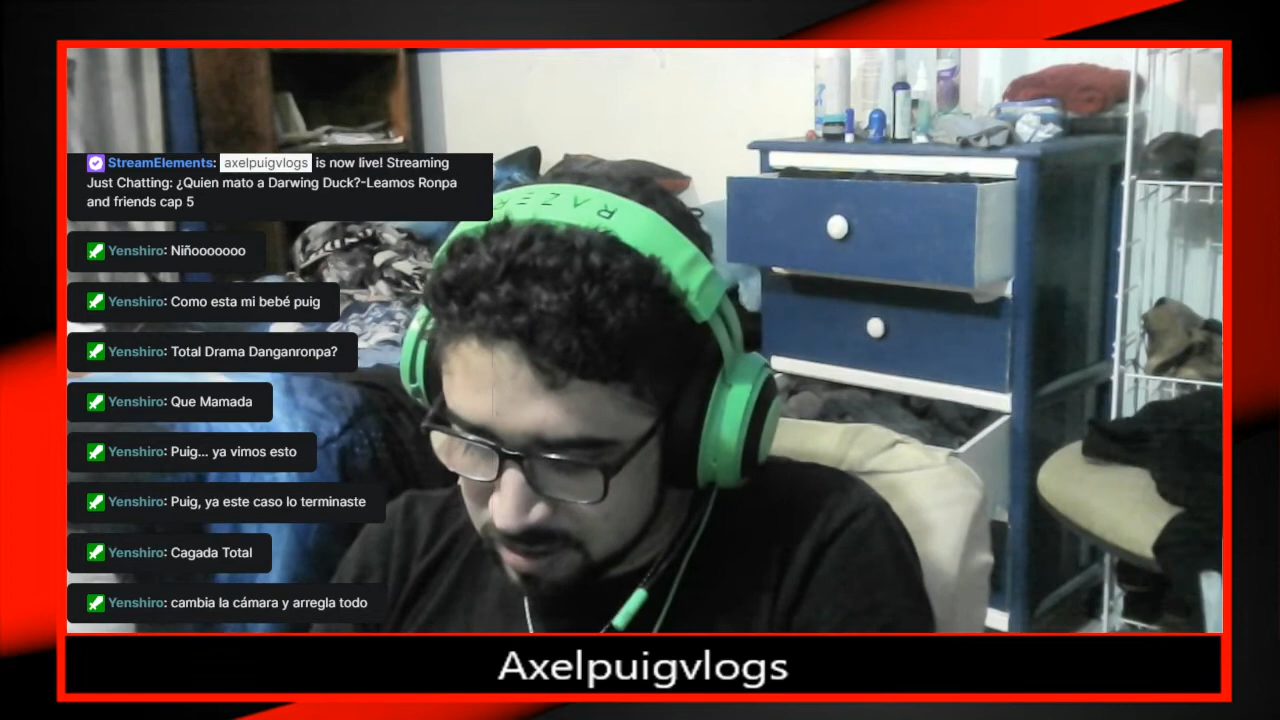 StreamElements: axelpuigvlogs is now live! Streaming
Just Chatting: ¿Quien mato a Darwing Duck?-Leamos Ronpa
and friends cap 5
Yenshiro: Niñooooooo
Yenshiro: Como esta mi bebé puig
Yenshiro: Total Drama Danganronpa?
Yenshiro: Que Mamada
Yenshiro: Puig... ya vimos esto
Yenshiro: Puig, ya este caso lo terminaste
Yenshiro: Cagada Total
Yenshiro: cambia la cámara y arregla todo
RAZER
Axelpuigvlogs